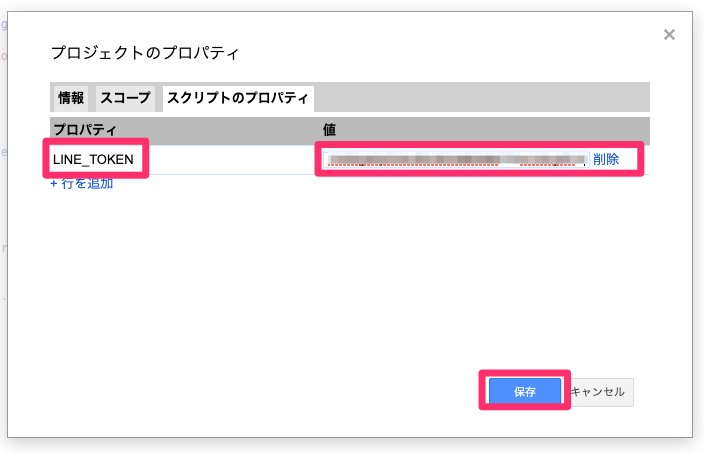 プロジェクトのプロパティ
情報 スコープ スクリプトのプロパティ
プロパティ 値
LINE_TOKEN 削除
+ 行を追加
保存 キャンセル